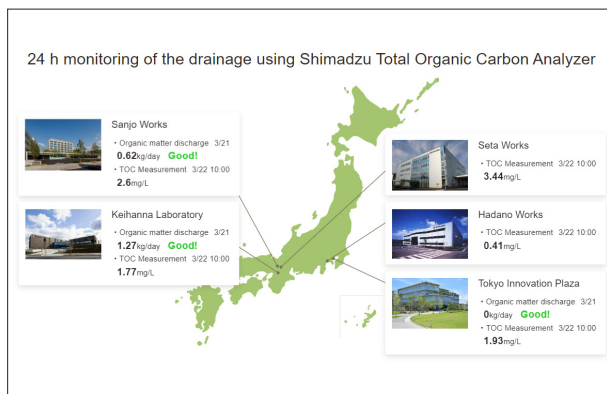 24 h monitoring of the drainage using Shimadzu Total Organic Carbon Analyzer
Sanjo Works
・Organic matter discharge 3/21
0.62kg/day Good!
・TOC Measurement 3/22 10:00
2.6mg/L
Keihanna Laboratory
・Organic matter discharge 3/21
1.27kg/day Good!
・TOC Measurement 3/22 10:00
1.77mg/L
Seta Works
・TOC Measurement 3/22 10:00
3.44mg/L
Hadano Works
・TOC Measurement 3/22 10:00
0.41mg/L
Tokyo Innovation Plaza
・Organic matter discharge 3/21
0kg/day Good!
・TOC Measurement 3/22 10:00
1.93mg/L